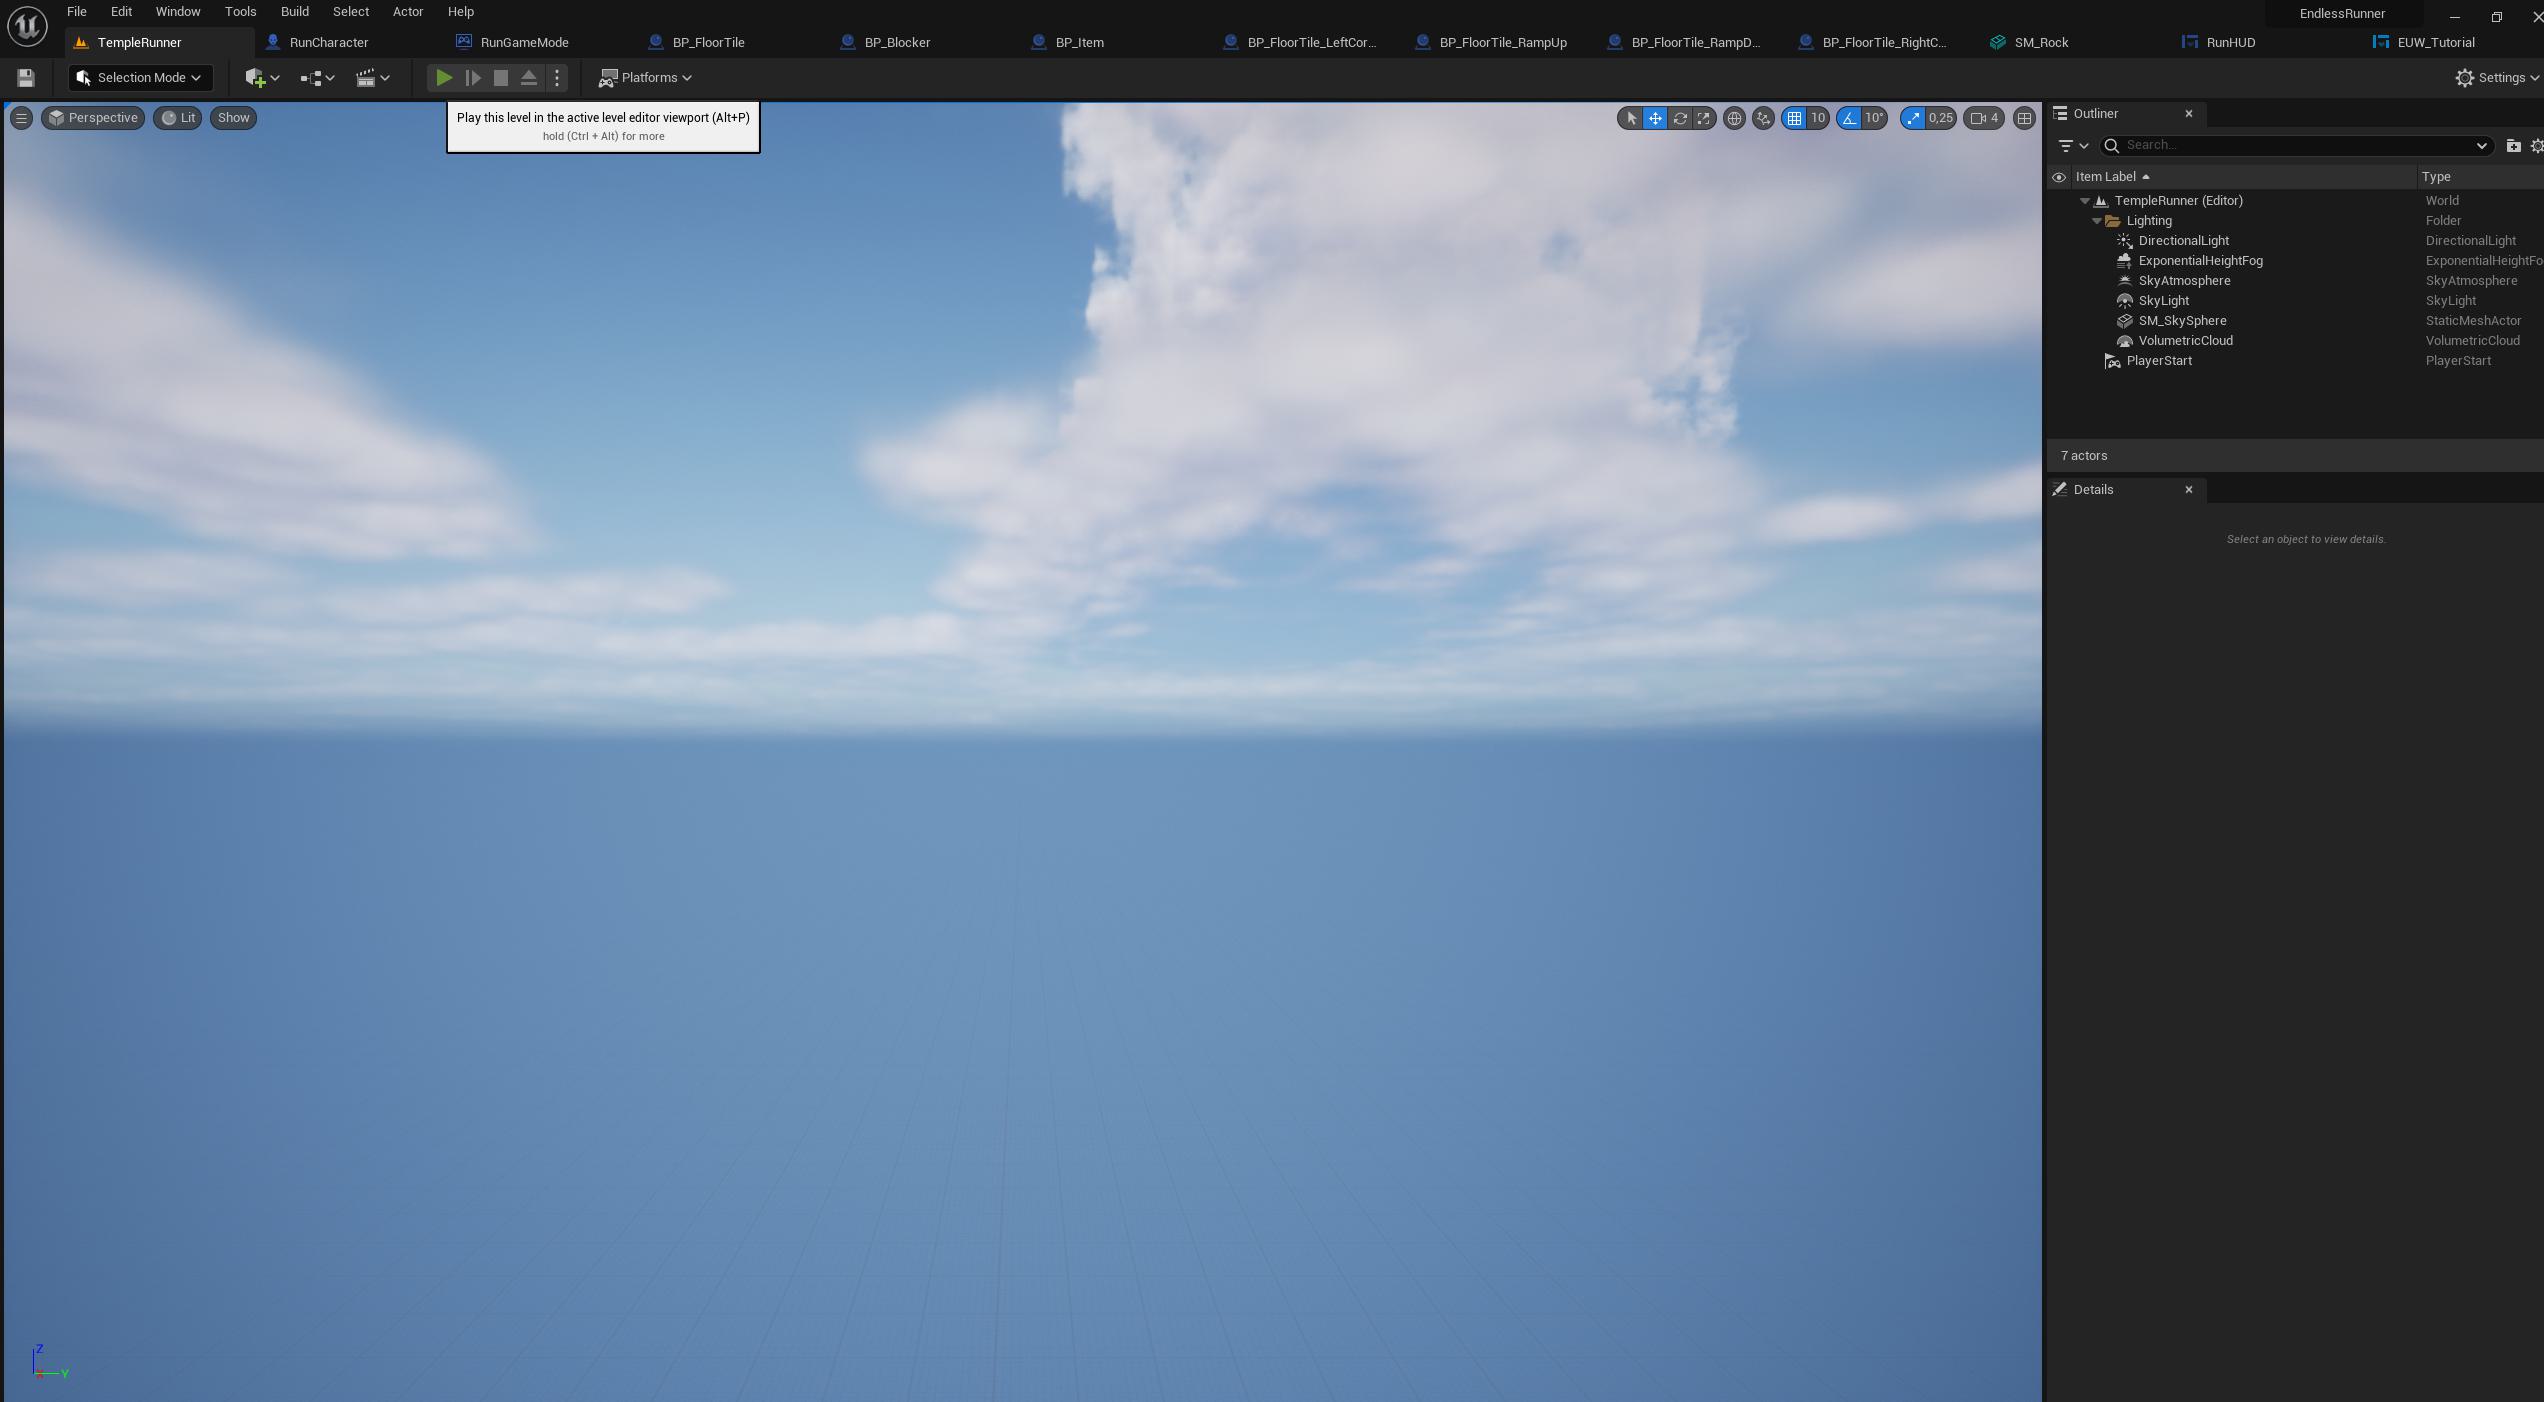 File Edit Window Tools Build Select Actor Help
EndlessRunner
TempleRunner RunCharacter RunGameMode BP_FloorTile BP_Blocker BP_Item BP_FloorTile_LeftCor... BP_FloorTile_RampUp BP_FloorTile_RampD... BP_FloorTile_RightC... SM_Rock RunHUD EUW_Tutorial
Selection Mode Platforms Settings
Perspective Lit Show
Play this level in the active level editor viewport (Alt+P)
hold (Ctrl + Alt) for more
10 10° 0,25 4
Outliner
Search...
Item Label Type
TempleRunner (Editor) World
Lighting Folder
DirectionalLight DirectionalLight
ExponentialHeightFog ExponentialHeightFo
SkyAtmosphere SkyAtmosphere
SkyLight SkyLight
SM_SkySphere StaticMeshActor
VolumetricCloud VolumetricCloud
PlayerStart PlayerStart
7 actors
Details
Select an object to view details.
Z
X Y